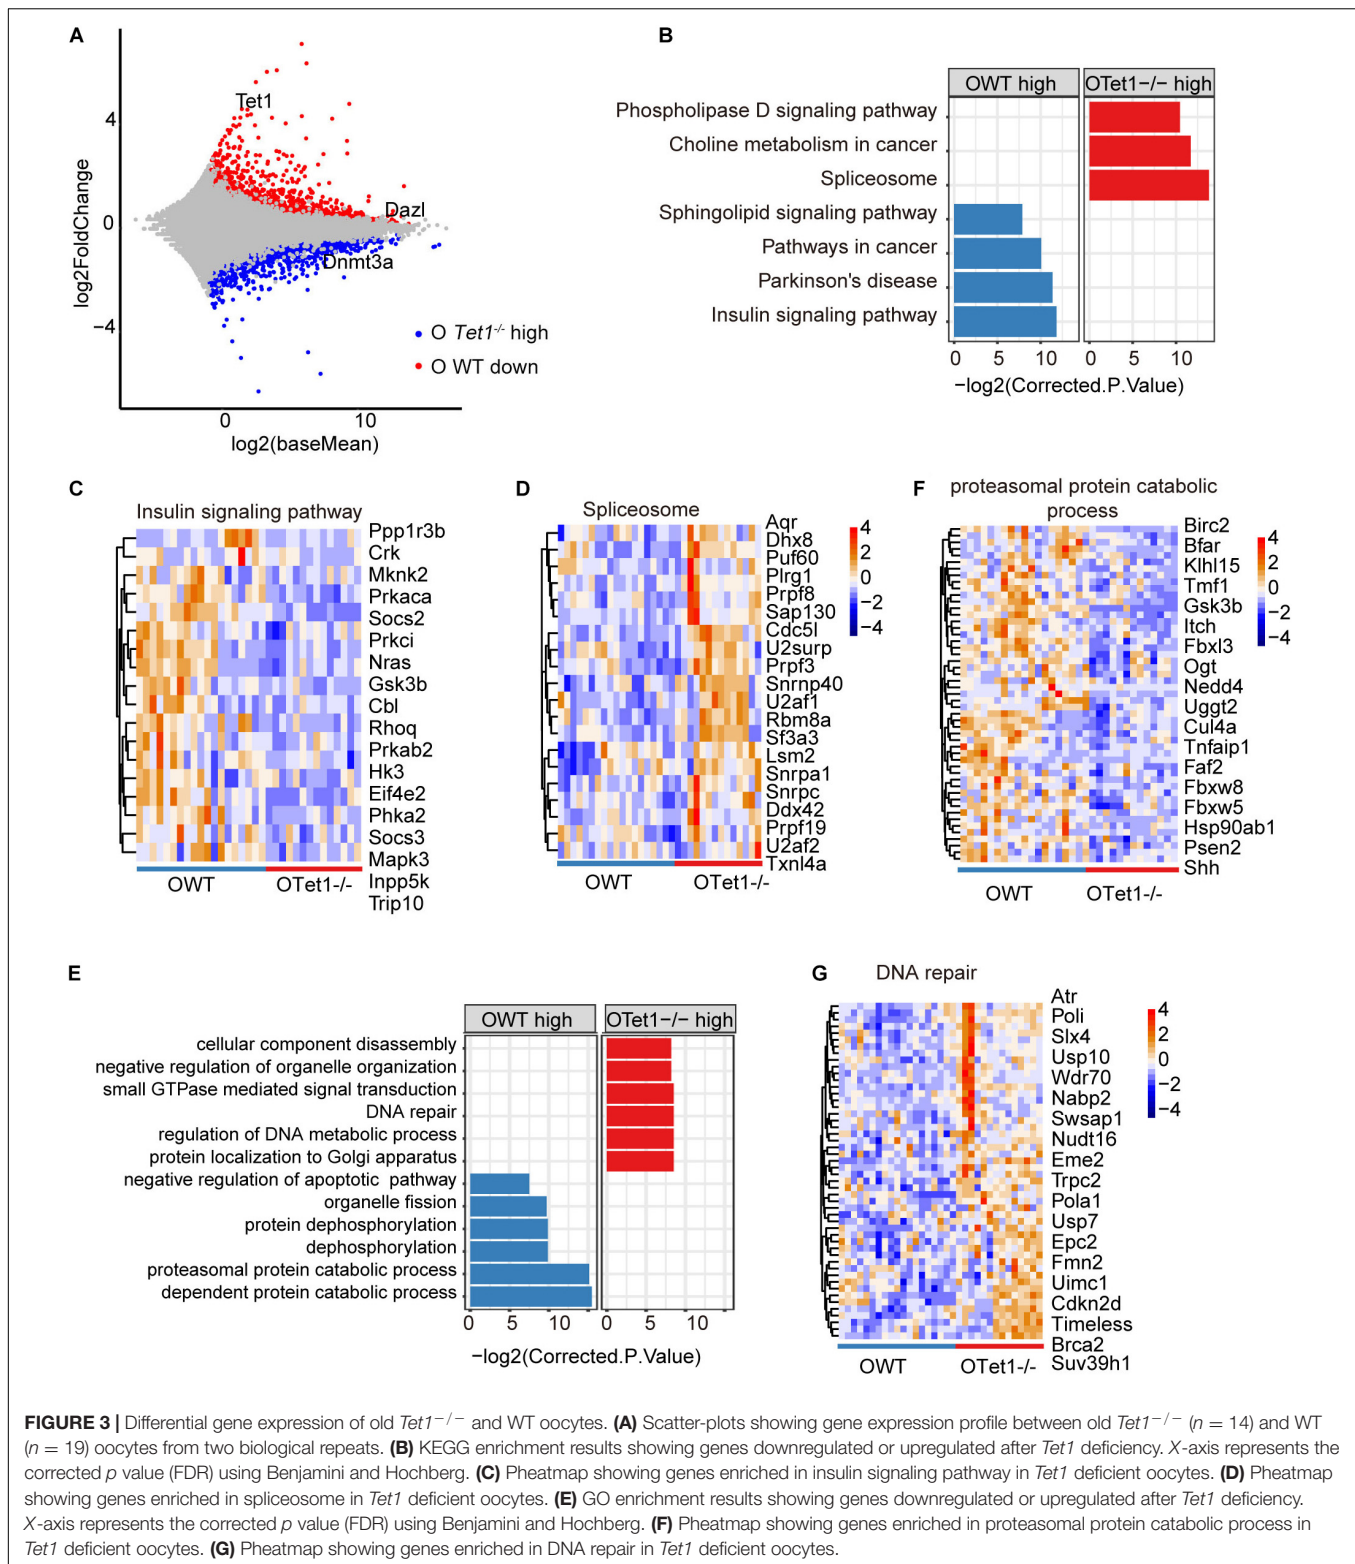 A
Tet1
Dazl
Dnmt3a
4
0
−4
log2FoldChange
0 10
log2(baseMean)
O Tet1-/- high
O WT down
B
OWT high OTet1−/− high
Phospholipase D signaling pathway
Choline metabolism in cancer
Spliceosome
Sphingolipid signaling pathway
Pathways in cancer
Parkinson's disease
Insulin signaling pathway
0 5 10 0 5 10
−log2(Corrected.P.Value)
C
Insulin signaling pathway
Ppp1r3b
Crk
Mknk2
Prkaca
Socs2
Prkci
Nras
Gsk3b
Cbl
Rhoq
Prkab2
Hk3
Eif4e2
Phka2
Socs3
Mapk3
Inpp5k
Trip10
OWT OTet1-/-
D
Spliceosome
Aqr
Dhx8
Puf60
Plrg1
Prpf8
Sap130
Cdc5l
U2surp
Prpf3
Snrnp40
U2af1
Rbm8a
Sf3a3
Lsm2
Snrpa1
Snrpc
Ddx42
Prpf19
U2af2
Txnl4a
4
2
0
−2
−4
OWT OTet1-/-
F
proteasomal protein catabolic
process
Birc2
Bfar
Klhl15
Tmf1
Gsk3b
Itch
Fbxl3
Ogt
Nedd4
Uggt2
Cul4a
Tnfaip1
Faf2
Fbxw8
Fbxw5
Hsp90ab1
Psen2
Shh
4
2
0
−2
−4
OWT OTet1-/-
E
OWT high OTet1−/− high
cellular component disassembly
negative regulation of organelle organization
small GTPase mediated signal transduction
DNA repair
regulation of DNA metabolic process
protein localization to Golgi apparatus
negative regulation of apoptotic pathway
organelle fission
protein dephosphorylation
dephosphorylation
proteasomal protein catabolic process
dependent protein catabolic process
0 5 10 0 5 10
−log2(Corrected.P.Value)
G
DNA repair
Atr
Poli
Slx4
Usp10
Wdr70
Nabp2
Swsap1
Nudt16
Eme2
Trpc2
Pola1
Usp7
Epc2
Fmn2
Uimc1
Cdkn2d
Timeless
Brca2
Suv39h1
4
2
0
−2
−4
OWT OTet1-/-
FIGURE 3 | Differential gene expression of old Tet1−/− and WT oocytes. (A) Scatter-plots showing gene expression profile between old Tet1−/− (n = 14) and WT
(n = 19) oocytes from two biological repeats. (B) KEGG enrichment results showing genes downregulated or upregulated after Tet1 deficiency. X-axis represents the
corrected p value (FDR) using Benjamini and Hochberg. (C) Pheatmap showing genes enriched in insulin signaling pathway in Tet1 deficient oocytes. (D) Pheatmap
showing genes enriched in spliceosome in Tet1 deficient oocytes. (E) GO enrichment results showing genes downregulated or upregulated after Tet1 deficiency.
X-axis represents the corrected p value (FDR) using Benjamini and Hochberg. (F) Pheatmap showing genes enriched in proteasomal protein catabolic process in
Tet1 deficient oocytes. (G) Pheatmap showing genes enriched in DNA repair in Tet1 deficient oocytes.